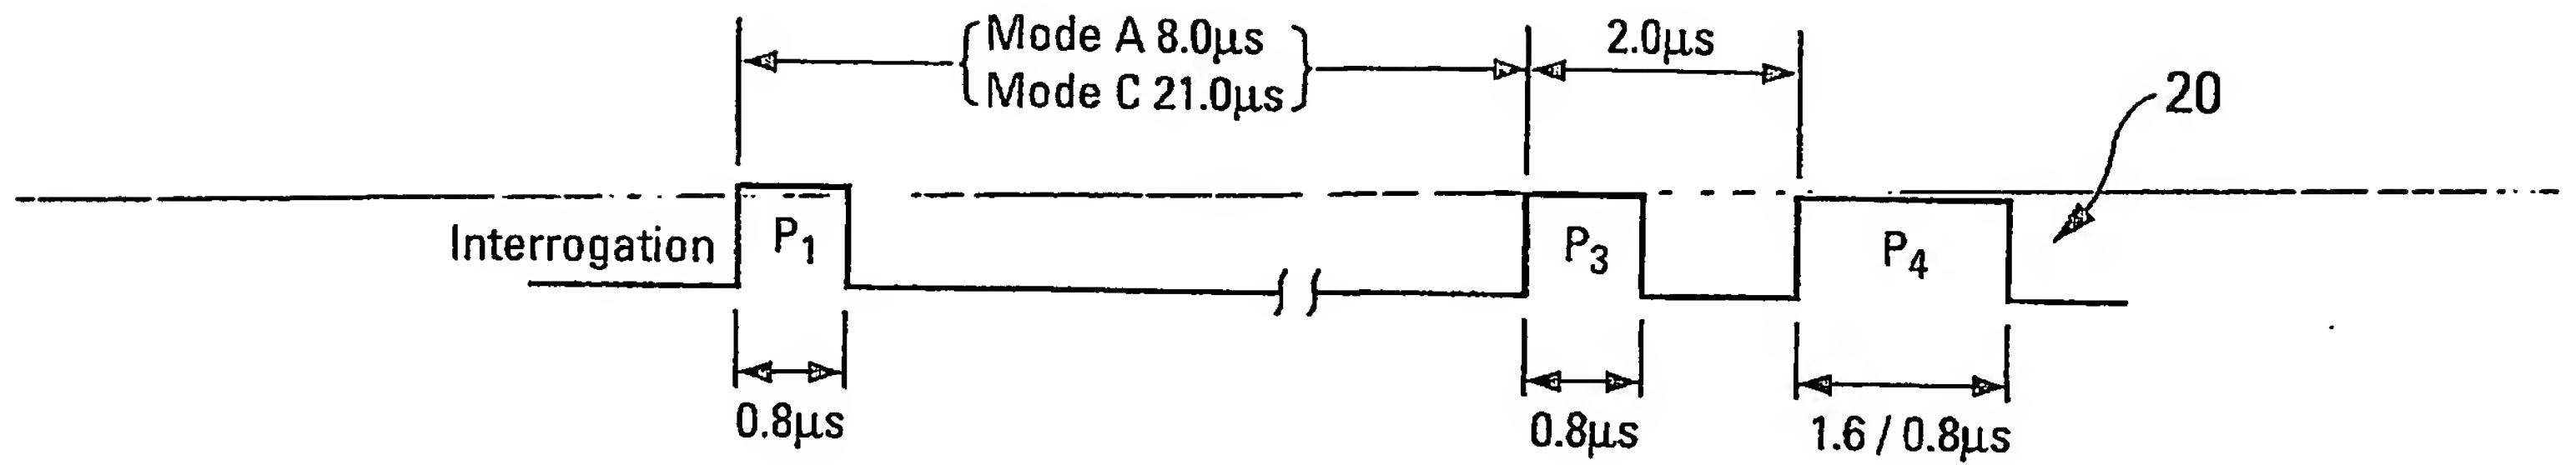 Mode A 8.0μs
Mode C 21.0μs
2.0μs
20
Interrogation
P1
P3
P4
0.8μs
0.8μs
1.6 / 0.8μs